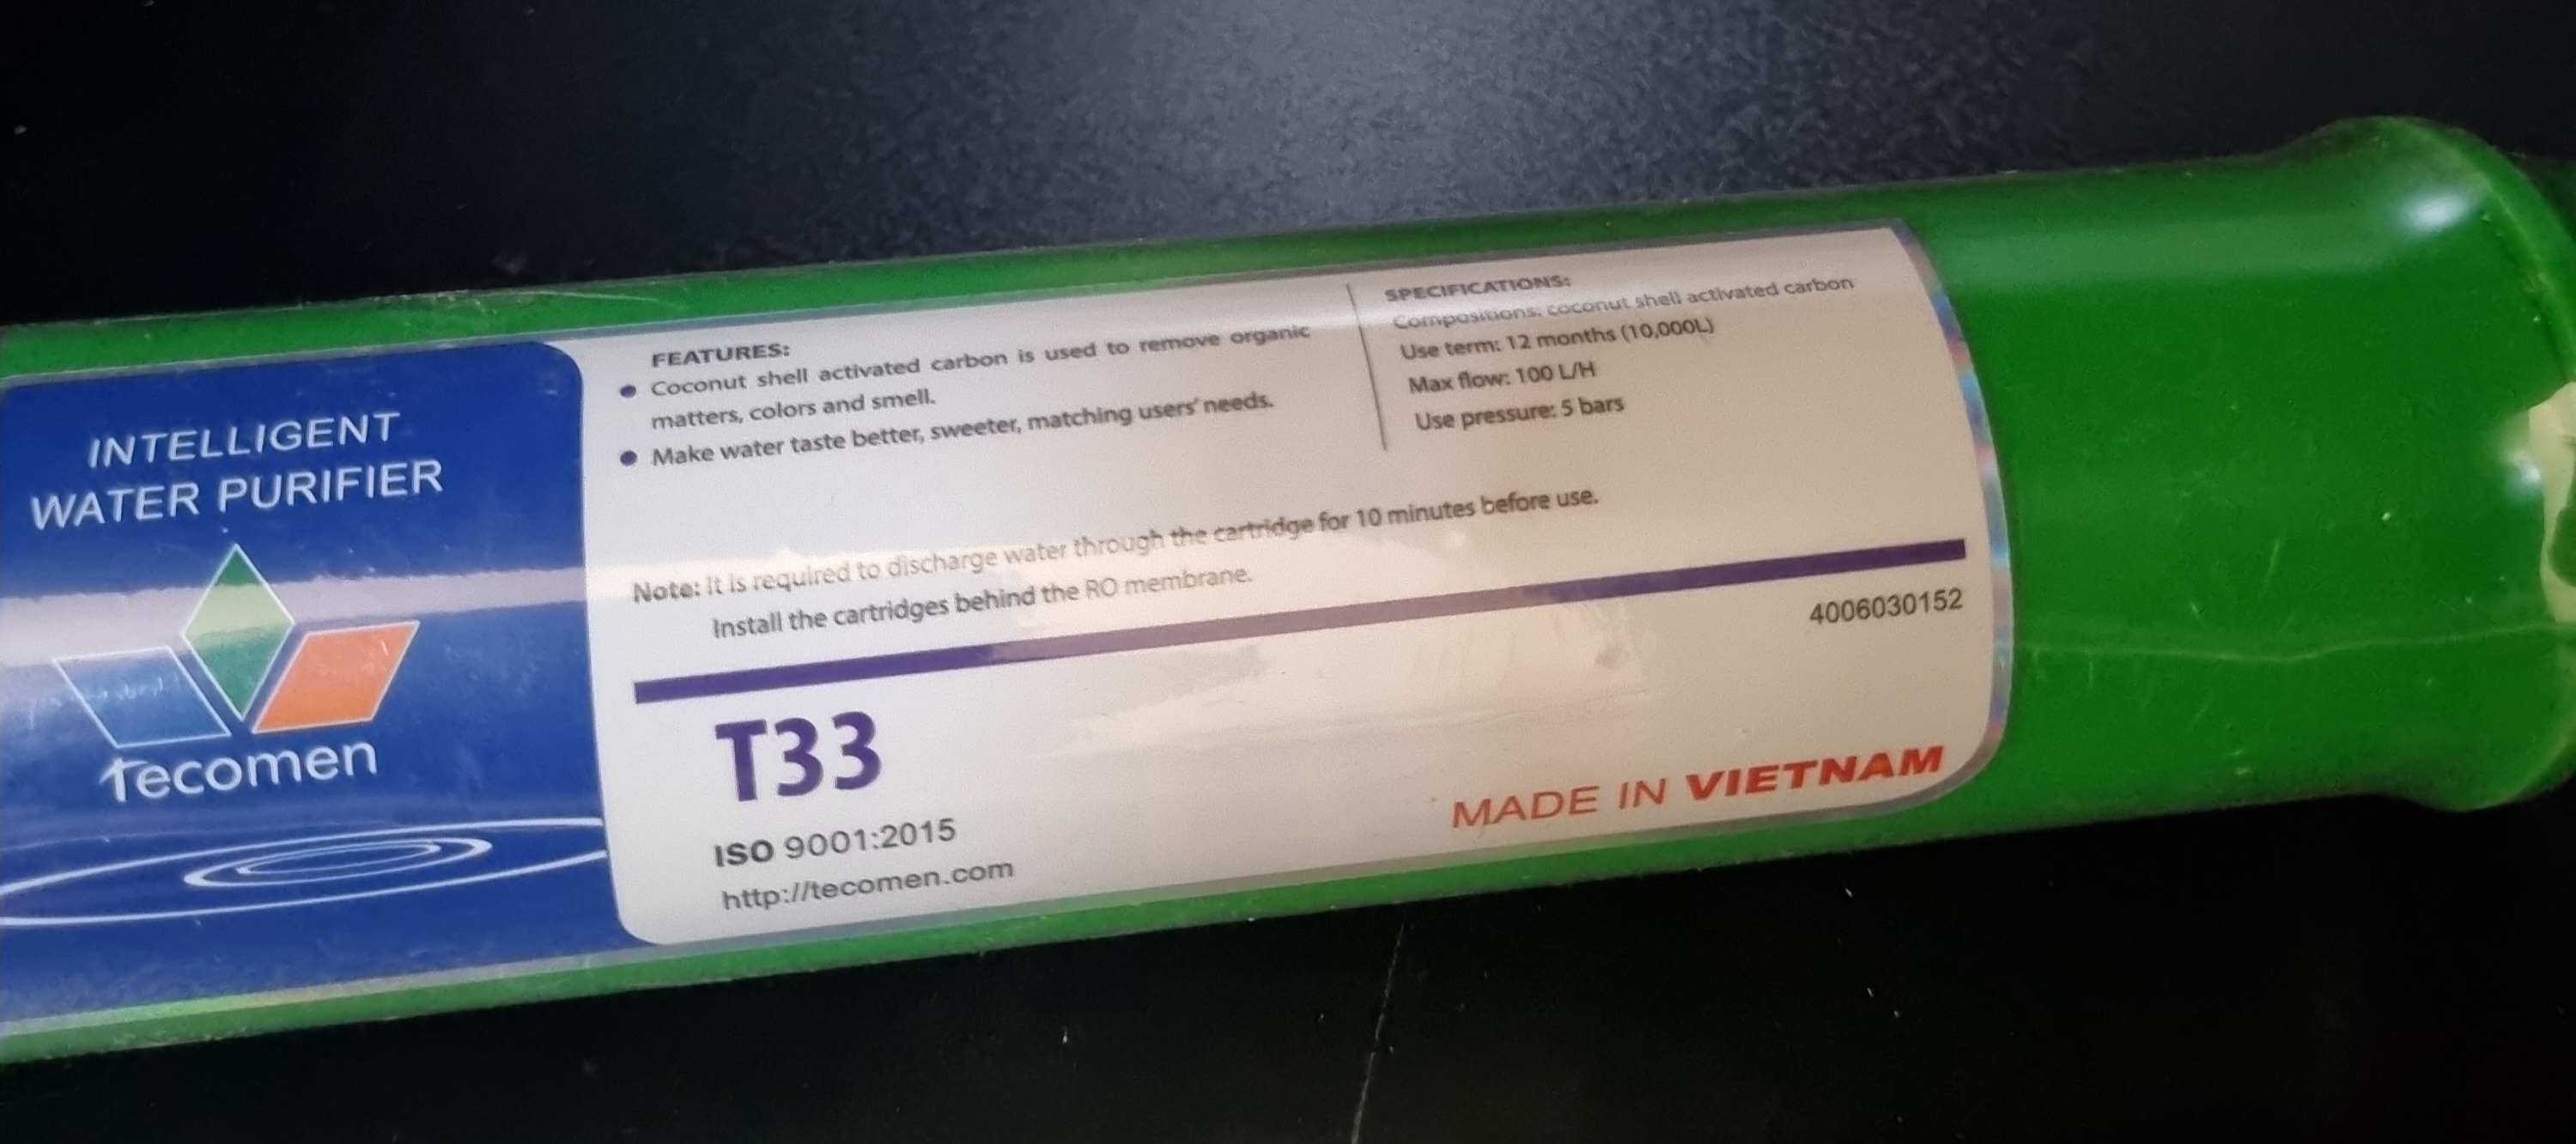 INTELLIGENT
WATER PURIFIER
Tecomen
FEATURES:
● Coconut shell activated carbon is used to remove organic
matters, colors and smell.
● Make water taste better, sweeter, matching users' needs.
SPECIFICATIONS:
Compositions: coconut shell activated carbon
Use term: 12 months (10,000L)
Max flow: 100 L/H
Use pressure: 5 bars
Note: It is required to discharge water through the cartridge for 10 minutes before use.
Install the cartridges behind the RO membrane.
4006030152
T33
ISO 9001:2015
http://tecomen.com
MADE IN VIETNAM